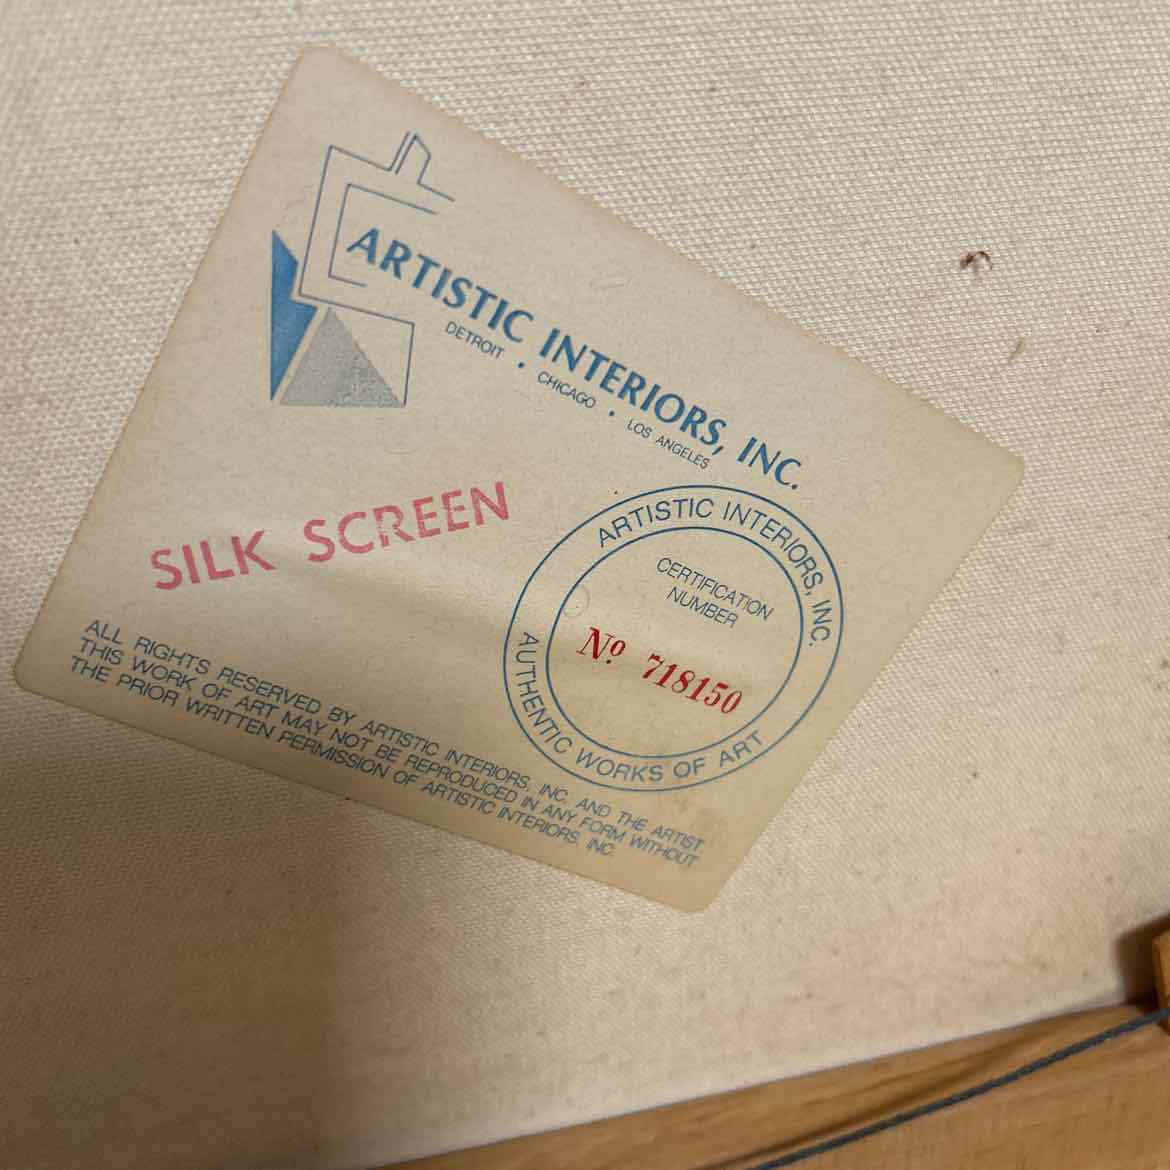 ARTISTIC INTERIORS, INC.
DETROIT • CHICAGO • LOS ANGELES
SILK SCREEN
ARTISTIC INTERIORS, INC.
CERTIFICATION
NUMBER
Nº 718150
AUTHENTIC WORKS OF ART
ALL RIGHTS RESERVED BY ARTISTIC INTERIORS, INC. AND THE ARTIST.
THIS WORK OF ART MAY NOT BE REPRODUCED IN ANY FORM WITHOUT
THE PRIOR WRITTEN PERMISSION OF ARTISTIC INTERIORS, INC.